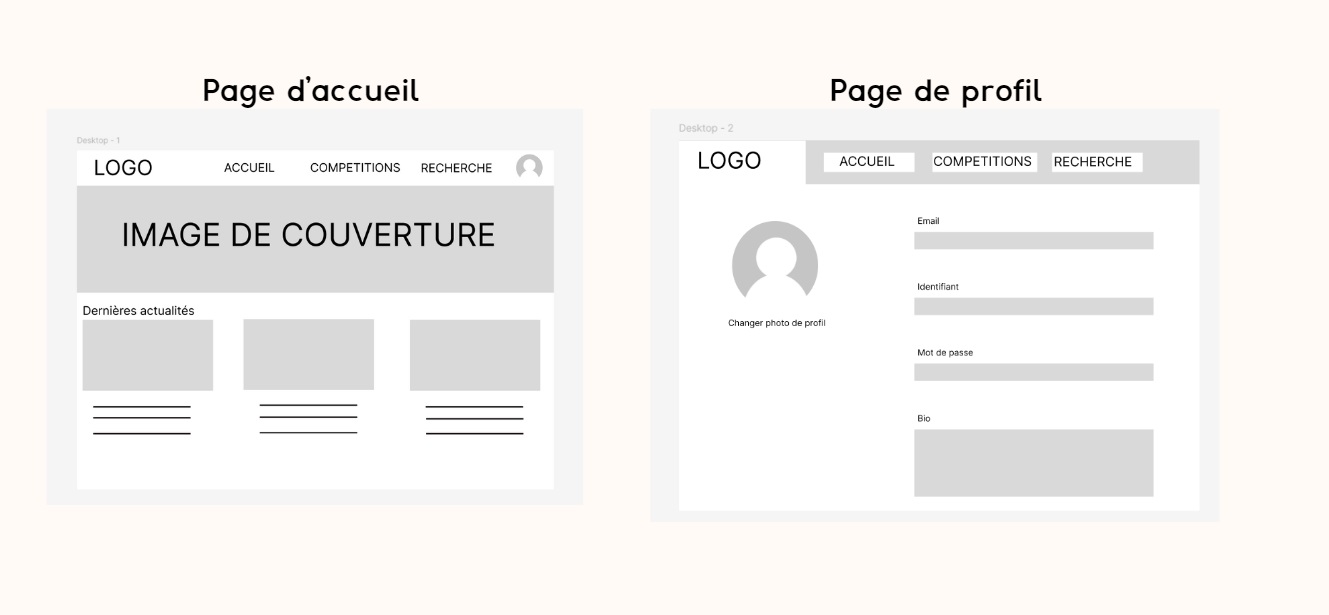 Page d'accueil
Desktop - 1
LOGO ACCUEIL COMPETITIONS RECHERCHE
IMAGE DE COUVERTURE
Dernières actualités
Page de profil
Desktop - 2
LOGO ACCUEIL COMPETITIONS RECHERCHE
Changer photo de profil
Email
Identifiant
Mot de passe
Bio